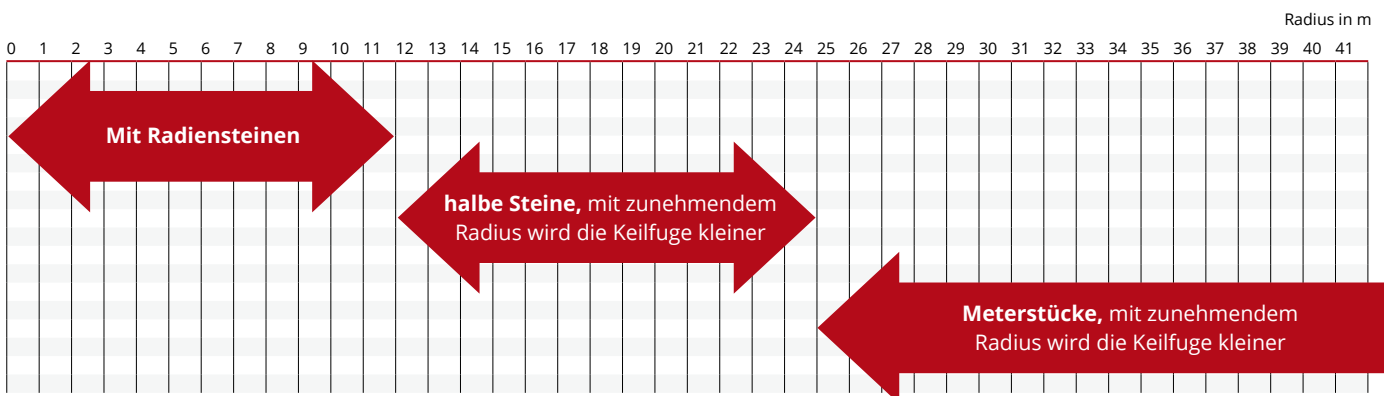 Radius in m
0 1 2 3 4 5 6 7 8 9 10 11 12 13 14 15 16 17 18 19 20 21 22 23 24 25 26 27 28 29 30 31 32 33 34 35 36 37 38 39 40 41
Mit Radiensteinen
halbe Steine, mit zunehmendem
Radius wird die Keilfuge kleiner
Meterstücke, mit zunehmendem
Radius wird die Keilfuge kleiner